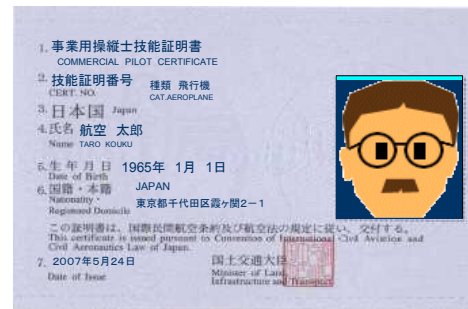 1. 事業用操縦士技能証明書
COMMERCIAL PILOT CERTIFICATE
2. 技能証明番号 種類 飛行機
CERT. NO. CAT.AEROPLANE
3. 日本国 Japan
4. 氏名 航空 太郎
Name TARO KOUKU
5. 生年月日 1965年 1月 1日
Date of Birth
6. 国籍・本籍 JAPAN
Nationality・
Registered Domicile 東京都千代田区霞ヶ関2−1
この証明書は、国際民間航空条約及び航空法の規定に従い、交付する。
This certificate is issued pursuant to Convention of International Civil Aviation and
Civil Aeronautics Law of Japan.
7. 2007年5月24日 国土交通大臣
Date of Issue Minister of Land,
Infrastructure and Transport